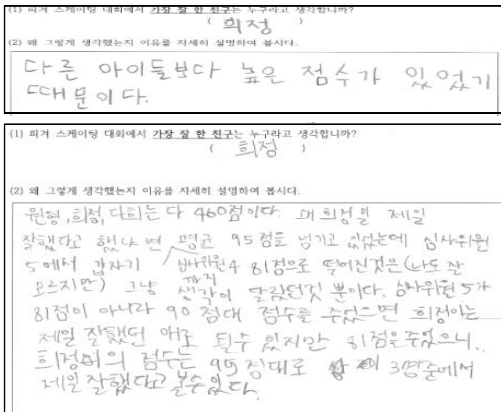 (1) 피겨 스케이팅 대회에서 가장 잘 한 친구는 누구라고 생각합니까?
( 희정 )
(2) 왜 그렇게 생각했는지 이유를 자세히 설명하여 봅시다.
다른 아이들보다 높은 점수가 있었기
때문이다.
(1) 피겨 스케이팅 대회에서 가장 잘 한 친구는 누구라고 생각합니까?
( 희정 )
(2) 왜 그렇게 생각했는지 이유를 자세히 설명하여 봅시다.
원형, 희정, 다희는 다 460점이다. 왜 희정을 제일
잘했다고 했냐면 평균 95점을 넘기고 있었는데 심사위원
5에서 갑자기 심사위원4까지 81점으로 떨어진것은 (나도 잘
모르지만) 그냥 생각이 달랐던것 뿐이다. 심사위원 5가
81점이 아니라 90점대 점수를 주었으면 희정이는
제일 잘했던 애로 될수 있지만 81점을주었으니.
희정이의 점수는 95점대로 3명중에서
제일 잘했다고 볼수있다.